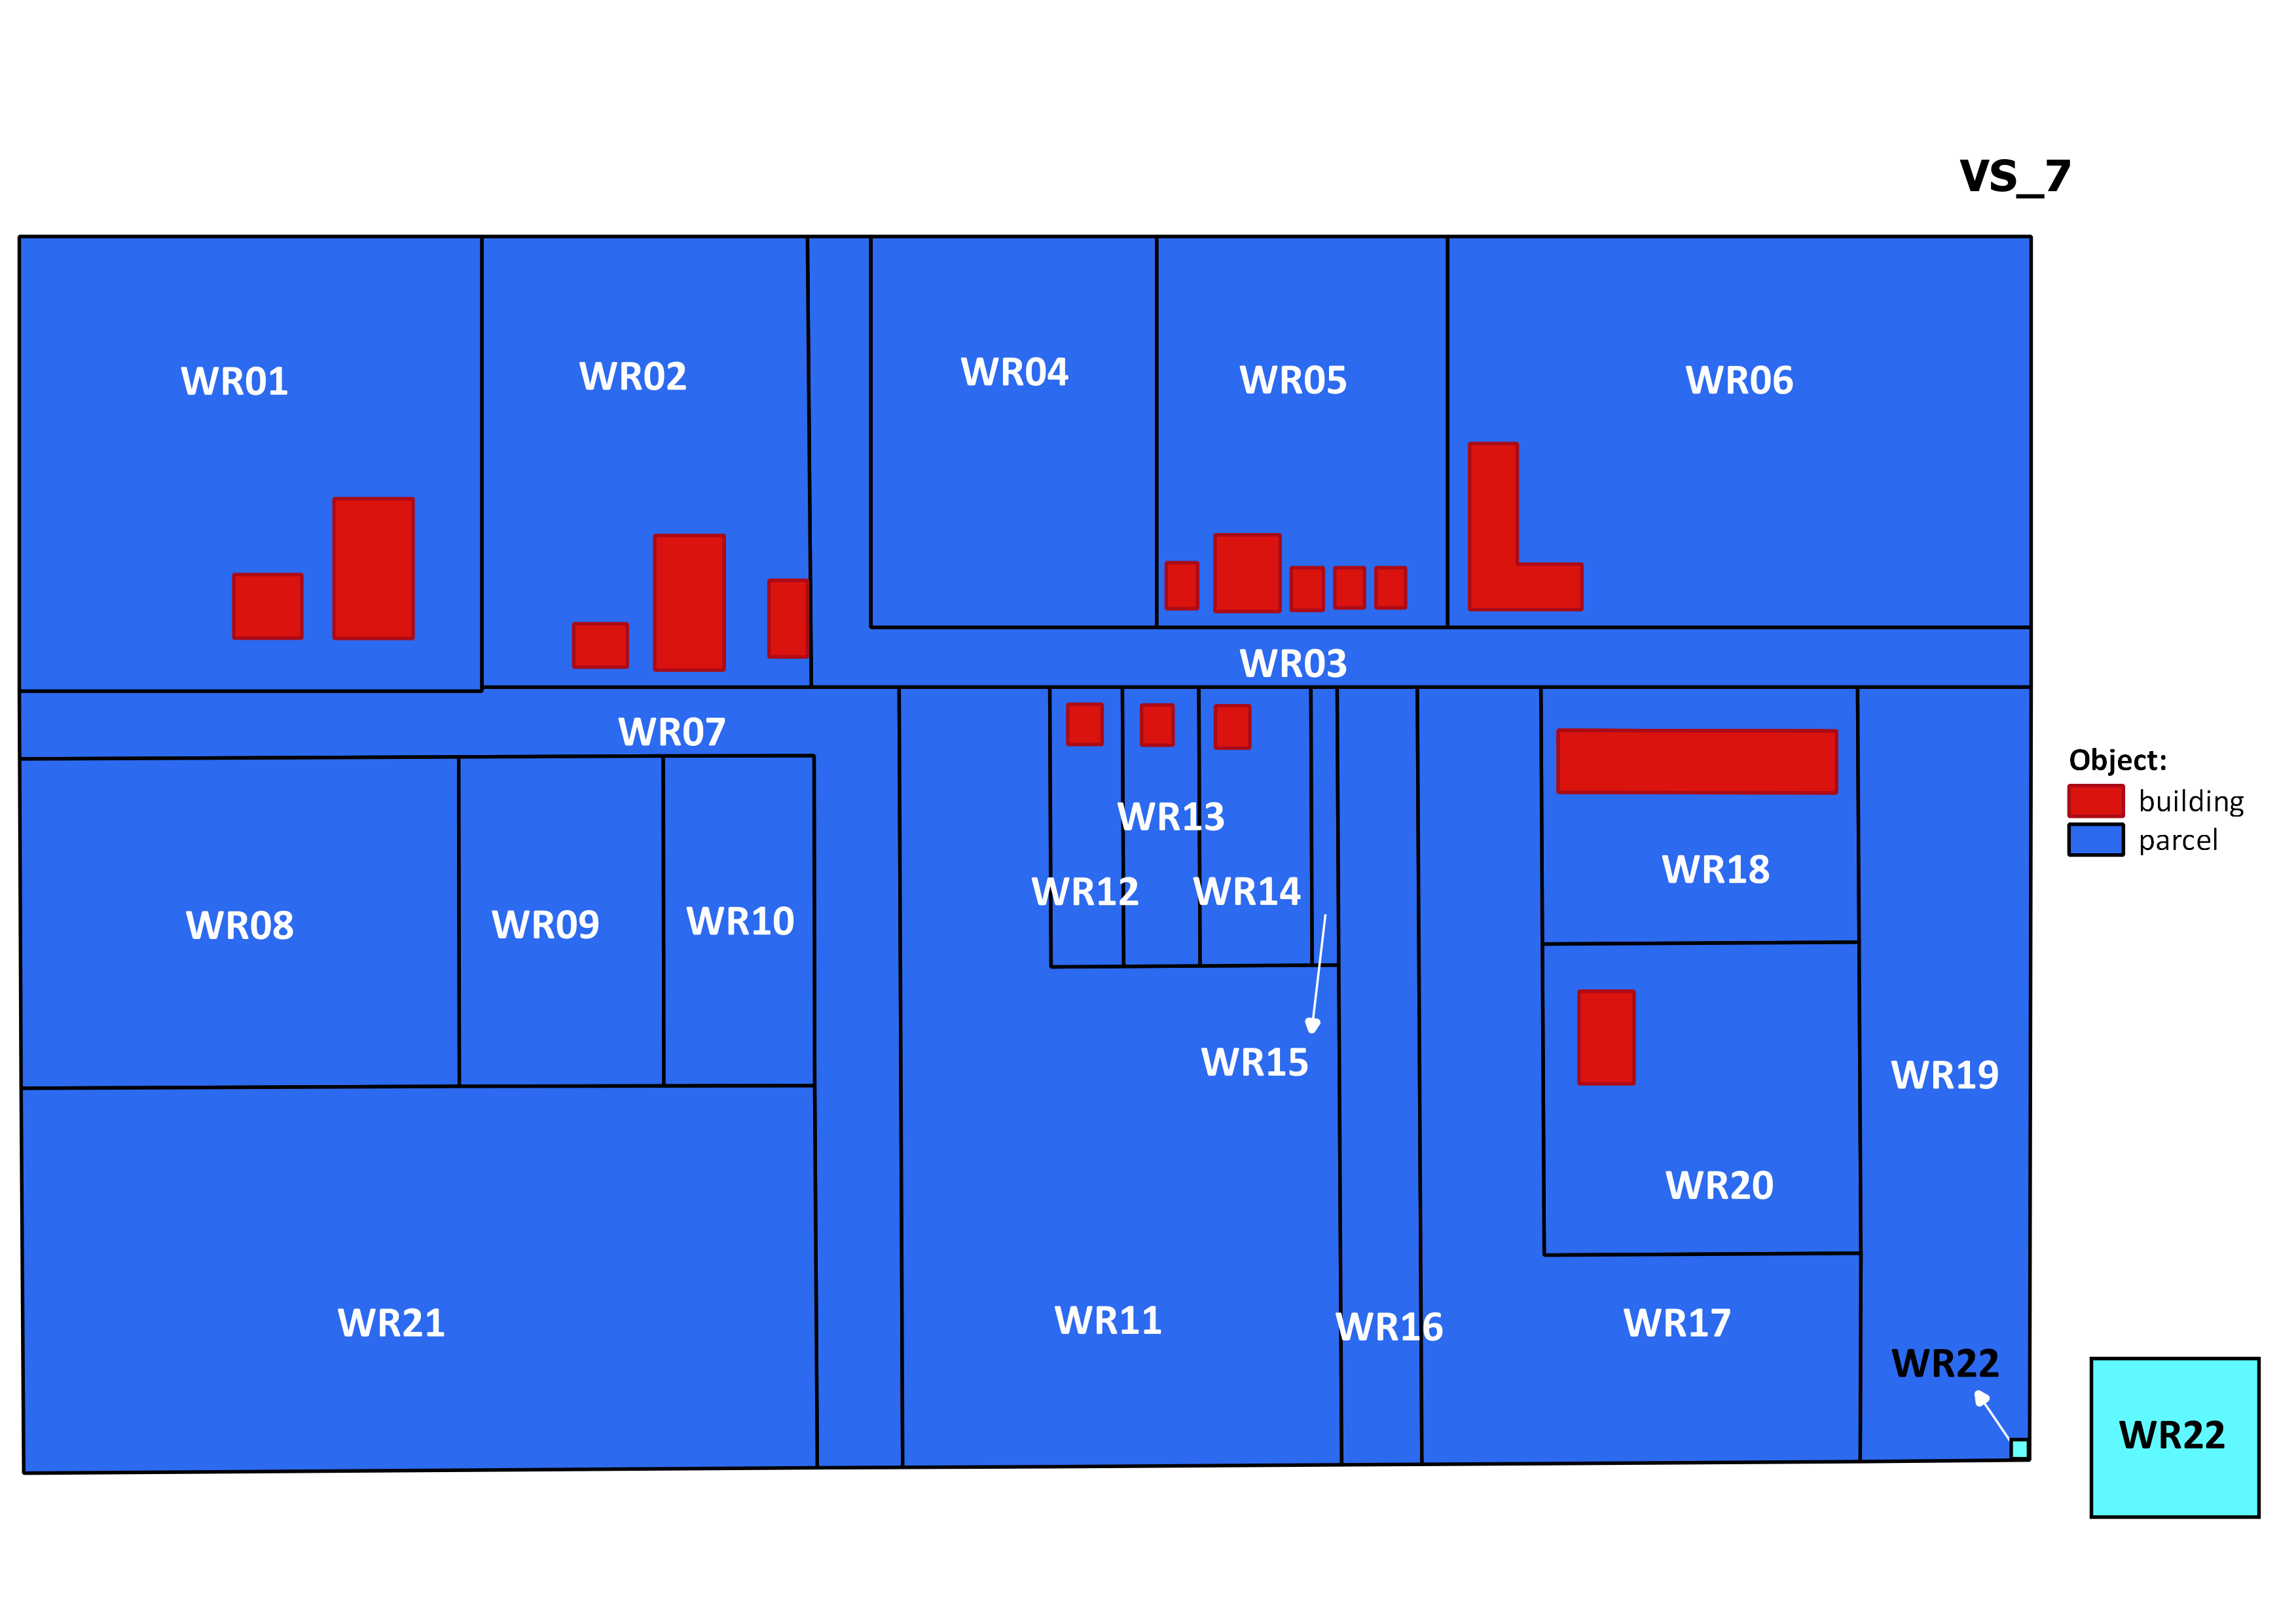 VS_7
WR01
WR02
WR04
WR05
WR06
WR03
WR07
Object:
building
parcel
WR13
WR12
WR14
WR18
WR08
WR09
WR10
WR15
WR19
WR20
WR21
WR11
WR16
WR17
WR22
WR22